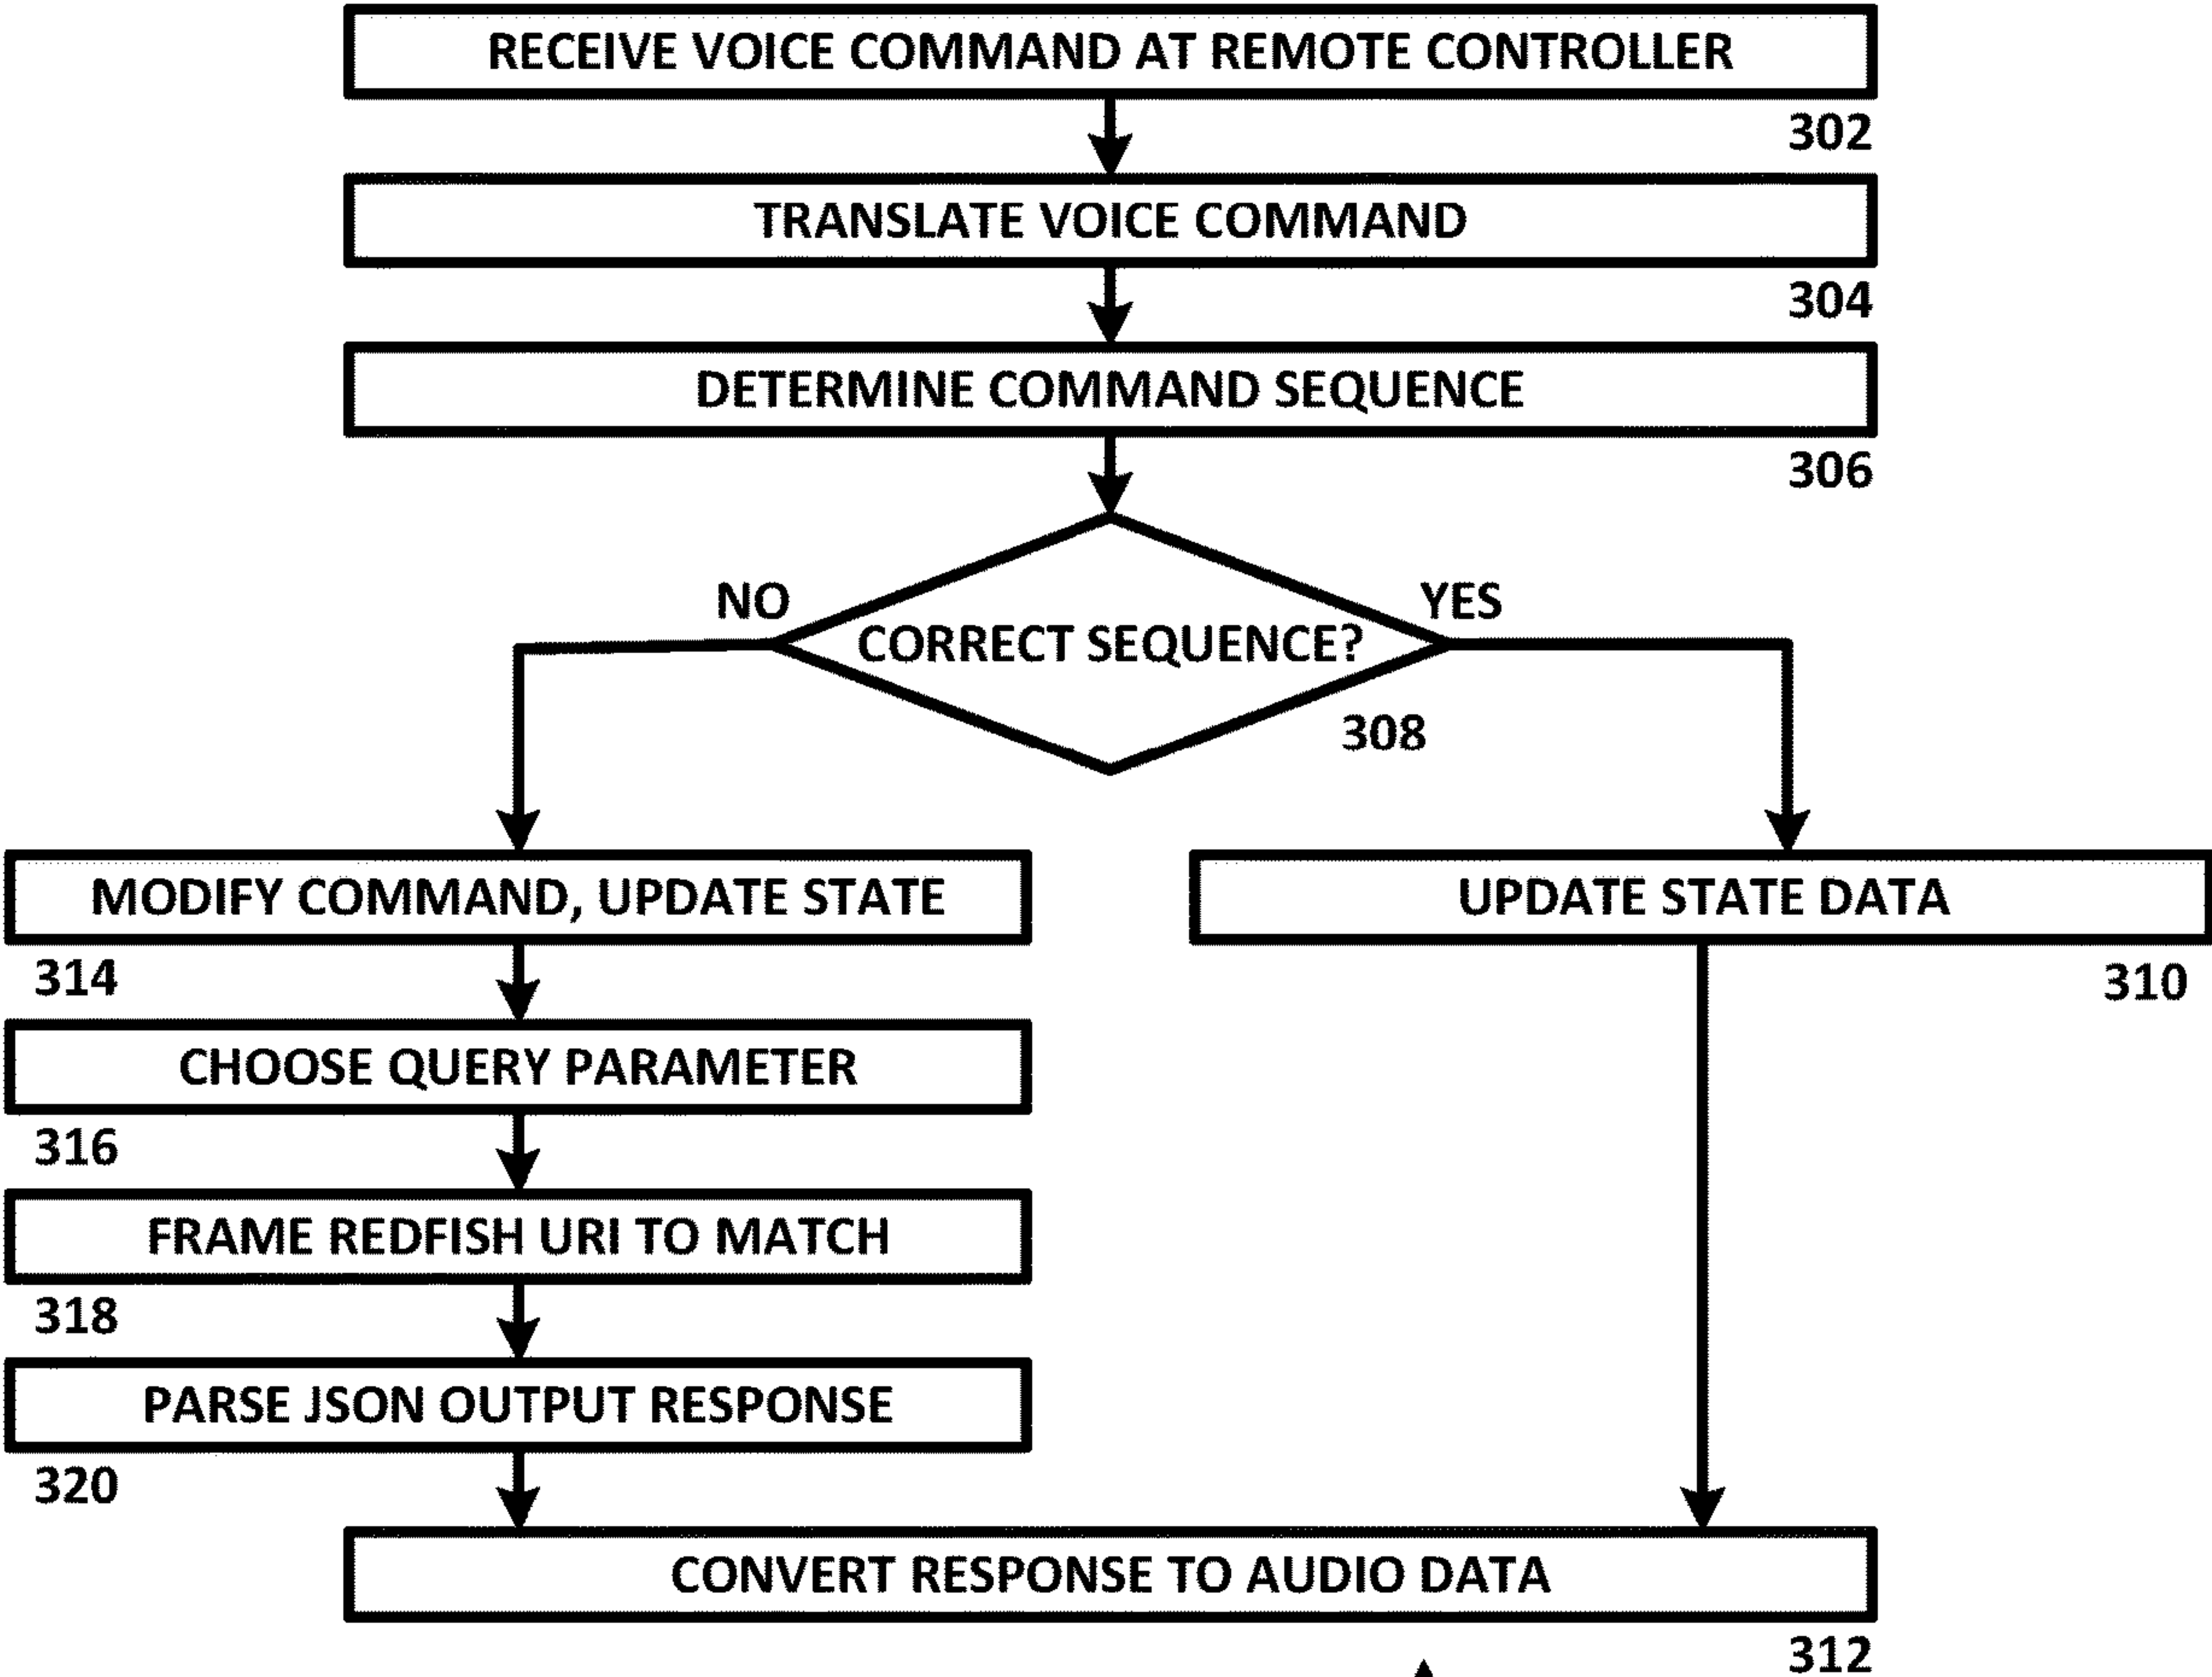 RECEIVE VOICE COMMAND AT REMOTE CONTROLLER
302
TRANSLATE VOICE COMMAND
304
DETERMINE COMMAND SEQUENCE
306
NO
YES
CORRECT SEQUENCE?
308
MODIFY COMMAND, UPDATE STATE
314
UPDATE STATE DATA
310
CHOOSE QUERY PARAMETER
316
FRAME REDFISH URI TO MATCH
318
PARSE JSON OUTPUT RESPONSE
320
CONVERT RESPONSE TO AUDIO DATA
312